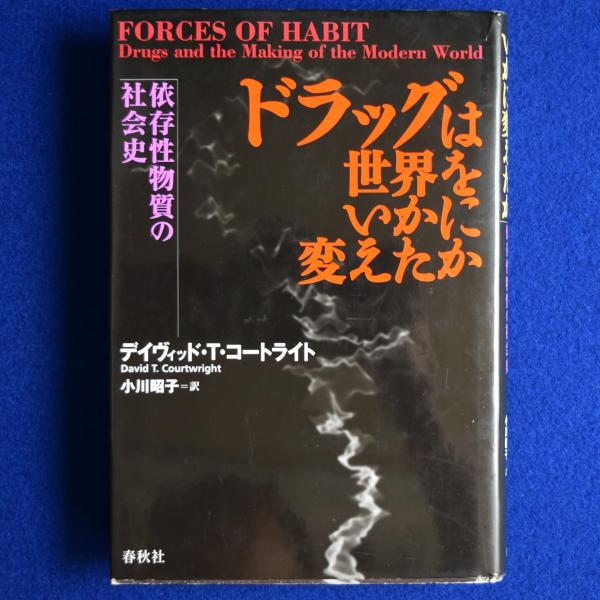 FORCES OF HABIT
Drugs and the Making of the Modern World
ドラッグは
世界を
いかに
変えたか
依存性物質の
社会史
デイヴィッド・T・コートライト
David T. Courtwright
小川昭子=訳
春秋社